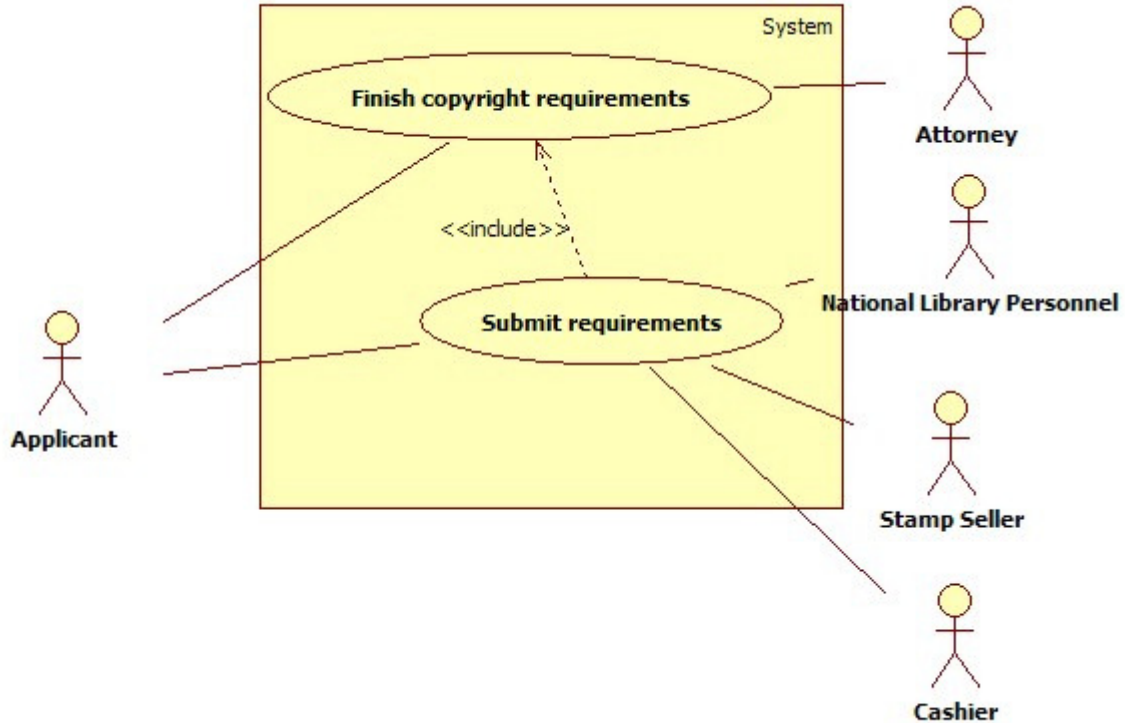 System
Finish copyright requirements
Attorney
<<include>>
National Library Personnel
Submit requirements
Applicant
Stamp Seller
Cashier